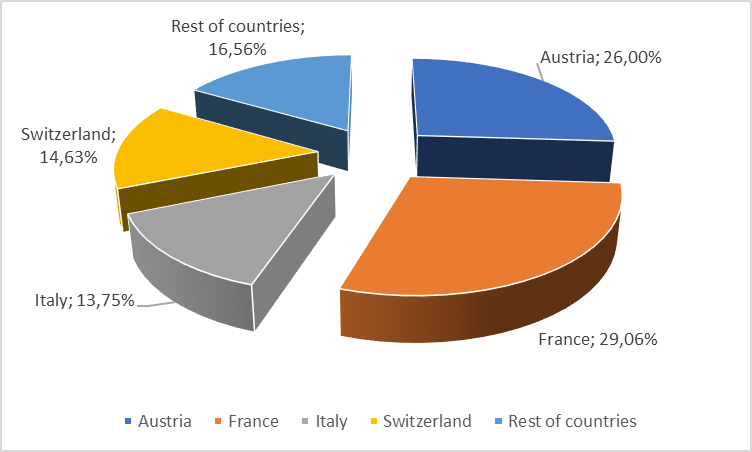 Rest of countries;
16,56%
Austria; 26,00%
Switzerland;
14,63%
Italy; 13,75%
France; 29,06%
Austria France Italy Switzerland Rest of countries